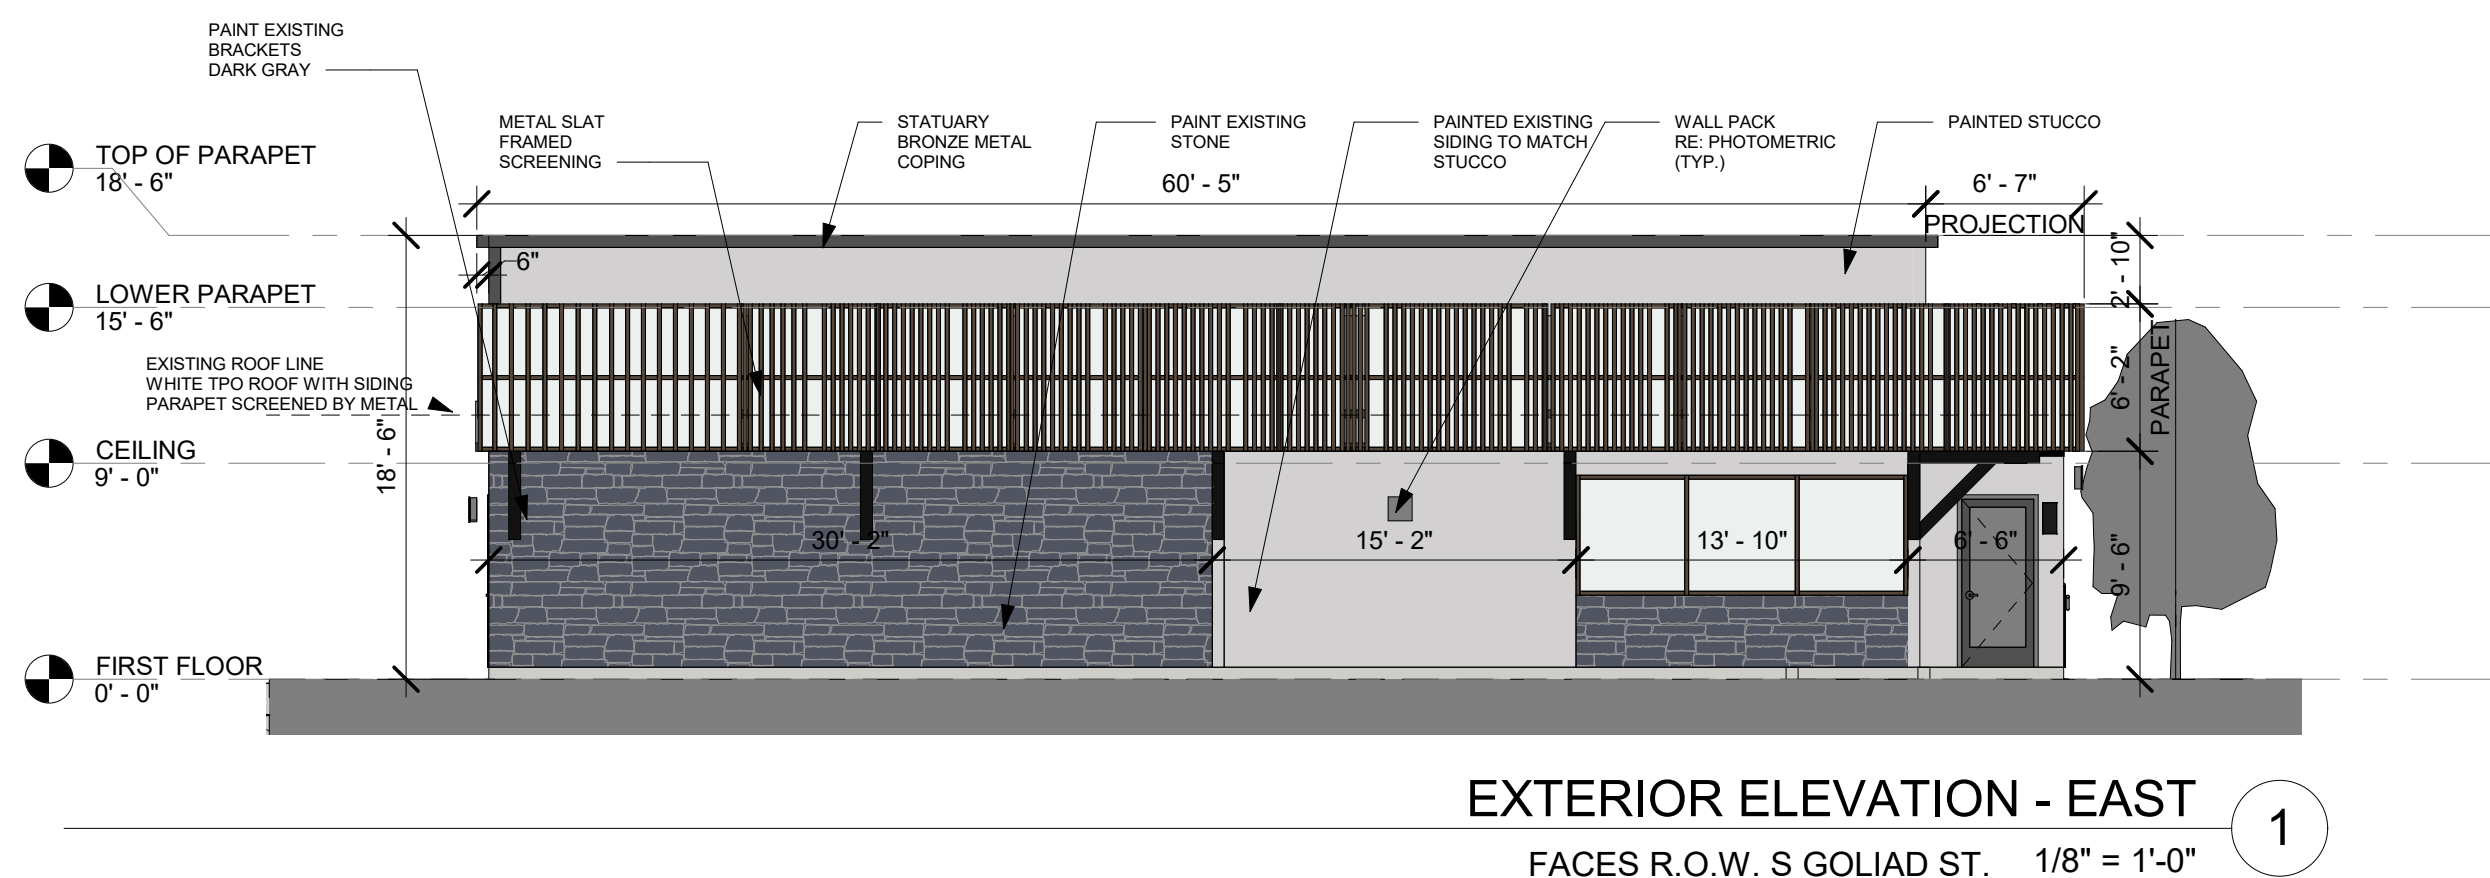 PAINT EXISTING
BRACKETS
DARK GRAY
METAL SLAT
FRAMED
SCREENING
STATUARY
BRONZE METAL
COPING
PAINT EXISTING
STONE
PAINTED EXISTING
SIDING TO MATCH
STUCCO
WALL PACK
RE: PHOTOMETRIC
(TYP.)
PAINTED STUCCO
TOP OF PARAPET
18' - 6"
60' - 5"
6' - 7"
PROJECTION
6"
2' - 10"
LOWER PARAPET
15' - 6"
EXISTING ROOF LINE
WHITE TPO ROOF WITH SIDING
PARAPET SCREENED BY METAL
6' - 2"
PARAPET
CEILING
9' - 0"
18' - 6"
30' - 2"
15' - 2"
13' - 10"
6' - 6"
9' - 6"
FIRST FLOOR
0' - 0"
EXTERIOR ELEVATION - EAST
1
FACES R.O.W. S GOLIAD ST.
1/8" = 1'-0"